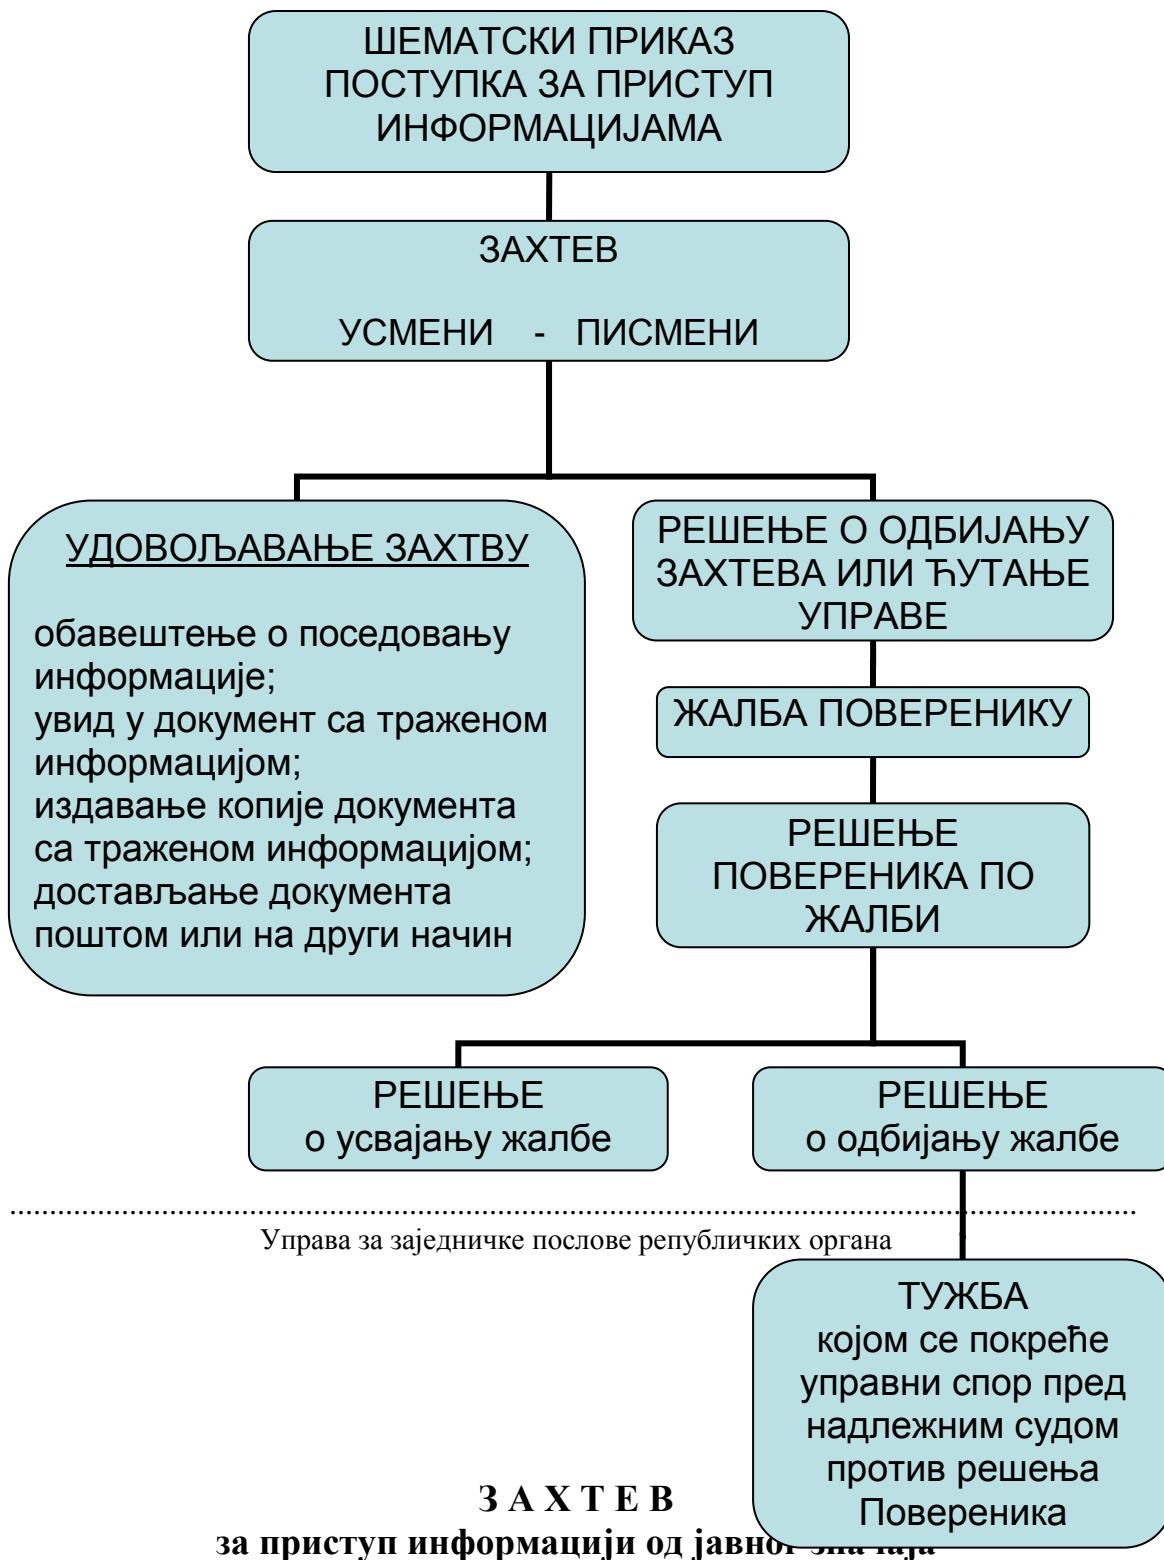 ШЕМАТСКИ ПРИКАЗ
ПОСТУПКА ЗА ПРИСТУП
ИНФОРМАЦИЈАМА
ЗАХТЕВ
УСМЕНИ - ПИСМЕНИ
УДОВОЉАВАЊЕ ЗАХТВУ
обавештење о поседовању
информације;
увид у документ са траженом
информацијом;
издавање копије документа
са траженом информацијом;
достављање документа
поштом или на други начин
РЕШЕЊЕ О ОДБИЈАЊУ
ЗАХТЕВА ИЛИ ЋУТАЊЕ
УПРАВЕ
ЖАЛБА ПОВЕРЕНИКУ
РЕШЕЊЕ
ПОВЕРЕНИКА ПО
ЖАЛБИ
РЕШЕЊЕ
о усвајању жалбе
РЕШЕЊЕ
о одбијању жалбе
................................................................................................................................................
Управа за заједничке послове републичких органа
ТУЖБА
којом се покреће
управни спор пред
надлежним судом
против решења
Повереника
З А Х Т Е В
за приступ информацији од јавног значаја